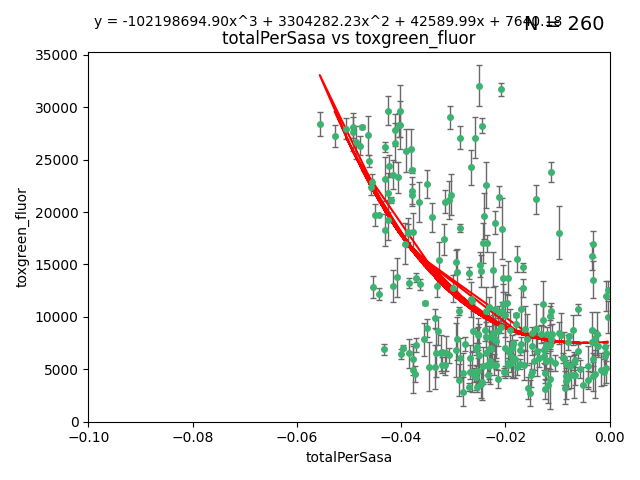 y = -102198694.90x^3 + 3304282.23x^2 + 42589.99x + 7640.18
N = 260
totalPerSasa vs toxgreen_fluor
35000
30000
25000
20000
15000
10000
5000
0
toxgreen_fluor
−0.10 −0.08 −0.06 −0.04 −0.02 0.00
totalPerSasa